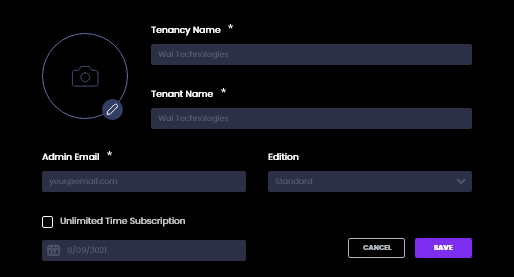 Tenancy Name *
Wai Technologies
Tenant Name *
Wai Technologies
Admin Email *
Edition
your@email.com
Standard
Unlimited Time Subscription
6/09/2021
CANCEL
SAVE